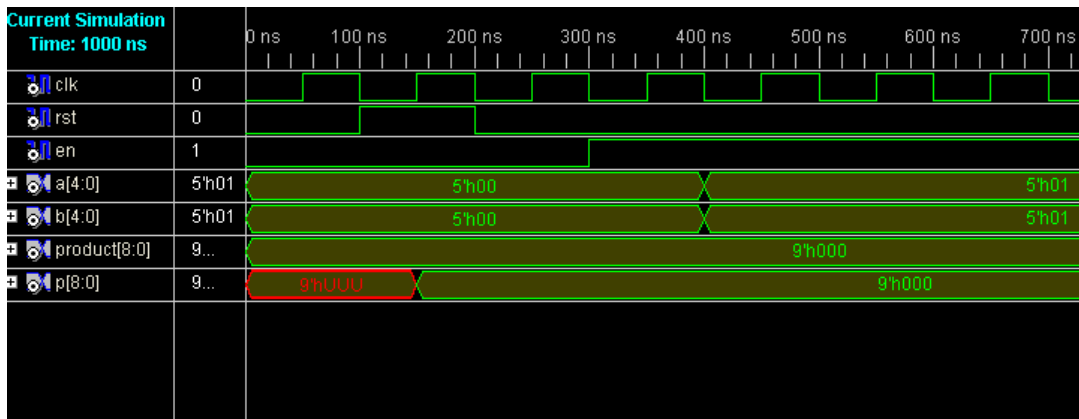 Current Simulation
Time: 1000 ns
0 ns 100 ns 200 ns 300 ns 400 ns 500 ns 600 ns 700 ns
clk 0
rst 0
en 1
a[4:0] 5'h01 5'h00 5'h01
b[4:0] 5'h01 5'h00 5'h01
product[8:0] 9... 9'h000
p[8:0] 9... 9'hUUU 9'h000